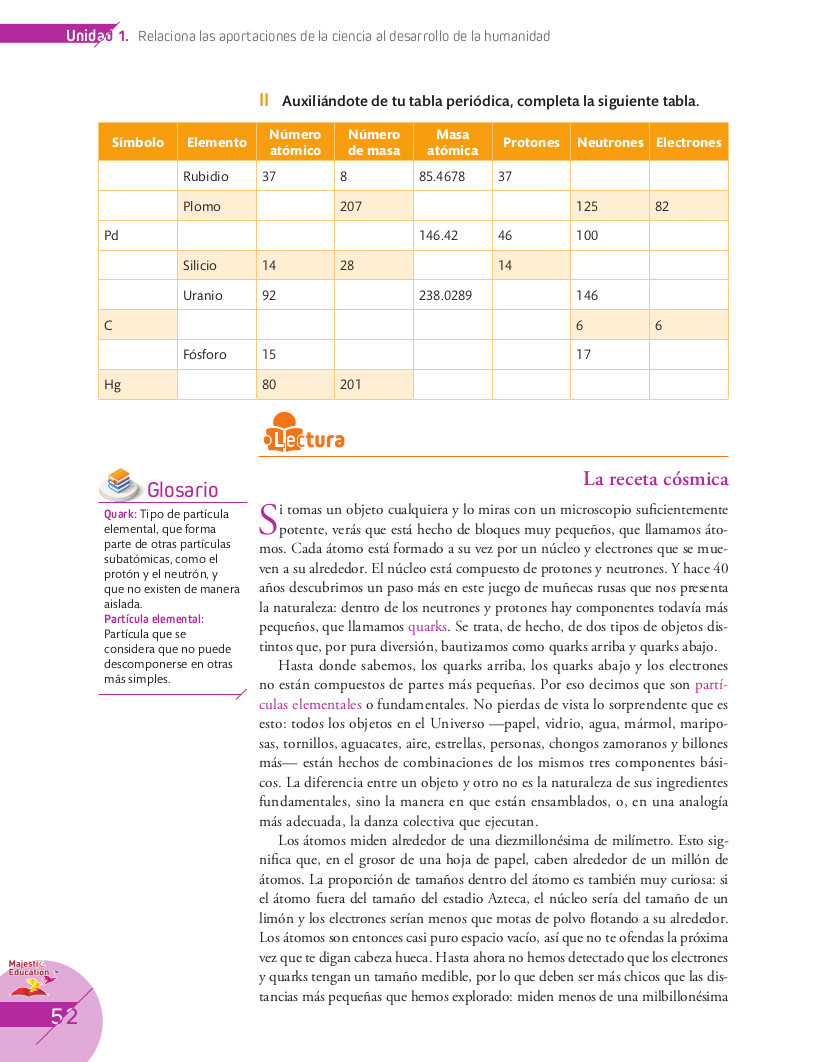 Unidad 1. Relaciona las aportaciones de la ciencia al desarrollo de la humanidad
II Auxiliándote de tu tabla periódica, completa la siguiente tabla.
Símbolo Elemento Número atómico Número de masa Masa atómica Protones Neutrones Electrones
Rubidio 37 8 85.4678 37
Plomo 207 125 82
Pd 146.42 46 100
Silicio 14 28 14
Uranio 92 238.0289 146
C 6 6
Fósforo 15 17
Hg 80 201
Lectura
La receta cósmica
Glosario
Quark: Tipo de partícula
elemental, que forma
parte de otras partículas
subatómicas, como el
protón y el neutrón, y
que no existen de manera
aislada.
Partícula elemental:
Partícula que se
considera que no puede
descomponerse en otras
más simples.
Si tomas un objeto cualquiera y lo miras con un microscopio suficientemente
potente, verás que está hecho de bloques muy pequeños, que llamamos áto-
mos. Cada átomo está formado a su vez por un núcleo y electrones que se mue-
ven a su alrededor. El núcleo está compuesto de protones y neutrones. Y hace 40
años descubrimos un paso más en este juego de muñecas rusas que nos presenta
la naturaleza: dentro de los neutrones y protones hay componentes todavía más
pequeños, que llamamos quarks. Se trata, de hecho, de dos tipos de objetos dis-
tintos que, por pura diversión, bautizamos como quarks arriba y quarks abajo.
Hasta donde sabemos, los quarks arriba, los quarks abajo y los electrones
no están compuestos de partes más pequeñas. Por eso decimos que son partí-
culas elementales o fundamentales. No pierdas de vista lo sorprendente que es
esto: todos los objetos en el Universo —papel, vidrio, agua, mármol, maripo-
sas, tornillos, aguacates, aire, estrellas, personas, chongos zamoranos y billones
más— están hechos de combinaciones de los mismos tres componentes bási-
cos. La diferencia entre un objeto y otro no es la naturaleza de sus ingredientes
fundamentales, sino la manera en que están ensamblados, o, en una analogía
más adecuada, la danza colectiva que ejecutan.
Los átomos miden alrededor de una diezmillonésima de milímetro. Esto sig-
nifica que, en el grosor de una hoja de papel, caben alrededor de un millón de
átomos. La proporción de tamaños dentro del átomo es también muy curiosa: si
el átomo fuera del tamaño del estadio Azteca, el núcleo sería del tamaño de un
limón y los electrones serían menos que motas de polvo flotando a su alrededor.
Los átomos son entonces casi puro espacio vacío, así que no te ofendas la próxima
vez que te digan cabeza hueca. Hasta ahora no hemos detectado que los electrones
y quarks tengan un tamaño medible, por lo que deben ser más chicos que las dis-
tancias más pequeñas que hemos explorado: miden menos de una milbillonésima
Majestic
Education
52